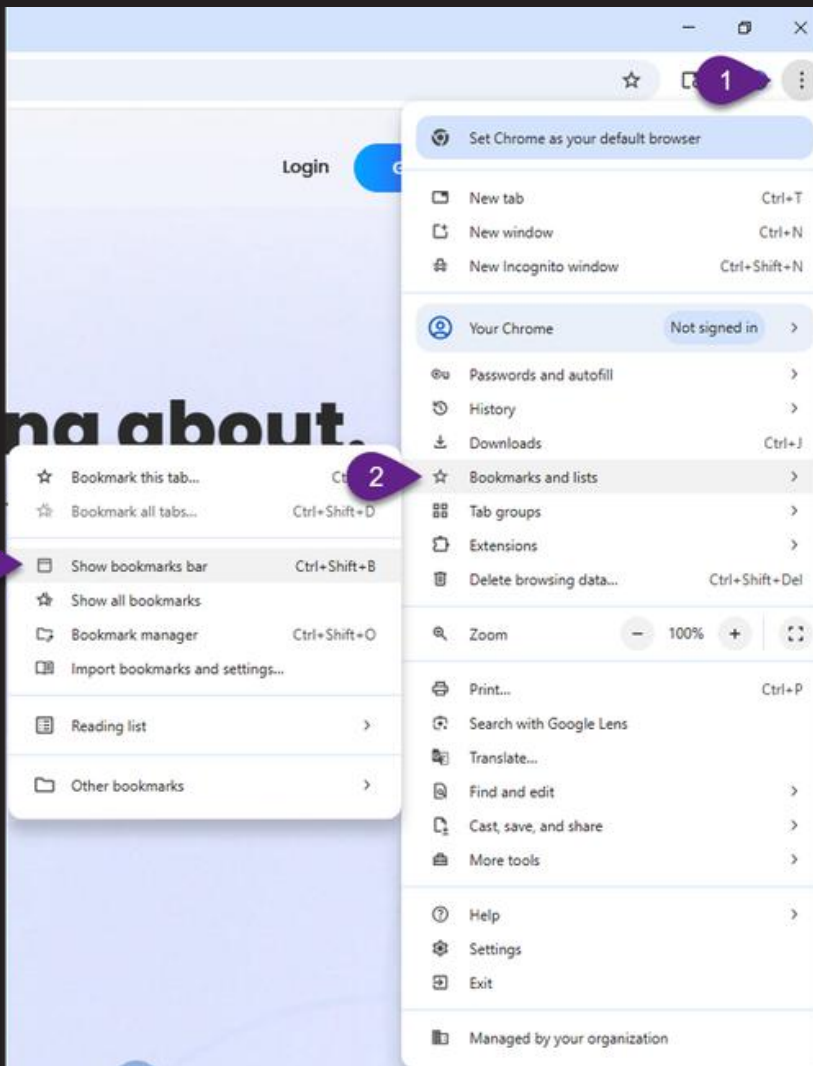 1
Set Chrome as your default browser
Login
New tab Ctrl+T
New window Ctrl+N
New Incognito window Ctrl+Shift+N
Your Chrome Not signed in
Passwords and autofill
History
ng about.
Downloads Ctrl+J
2 Bookmarks and lists
Tab groups
Extensions
Delete browsing data... Ctrl+Shift+Del
Zoom − 100% +
Print... Ctrl+P
Search with Google Lens
Translate...
Find and edit
Cast, save, and share
More tools
Help
Settings
Exit
Managed by your organization
Bookmark this tab...
Bookmark all tabs... Ctrl+Shift+D
Show bookmarks bar Ctrl+Shift+B
Show all bookmarks
Bookmark manager Ctrl+Shift+O
Import bookmarks and settings...
Reading list
Other bookmarks